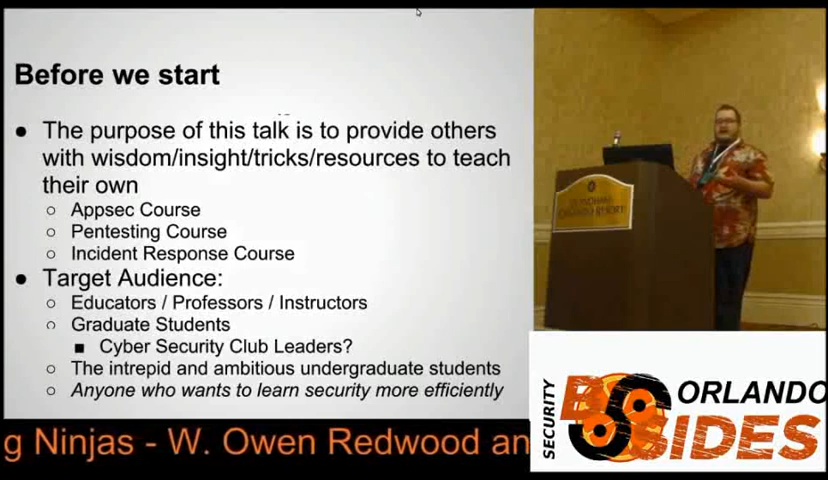 Before we start
● The purpose of this talk is to provide others
with wisdom/insight/tricks/resources to teach
their own
○ Appsec Course
○ Pentesting Course
○ Incident Response Course
● Target Audience:
○ Educators / Professors / Instructors
○ Graduate Students
■ Cyber Security Club Leaders?
○ The intrepid and ambitious undergraduate students
○ Anyone who wants to learn security more efficiently
g Ninjas - W. Owen Redwood an
WYNDHAM
ORLANDO RESORT
SECURITY
BSIDES
ORLANDO